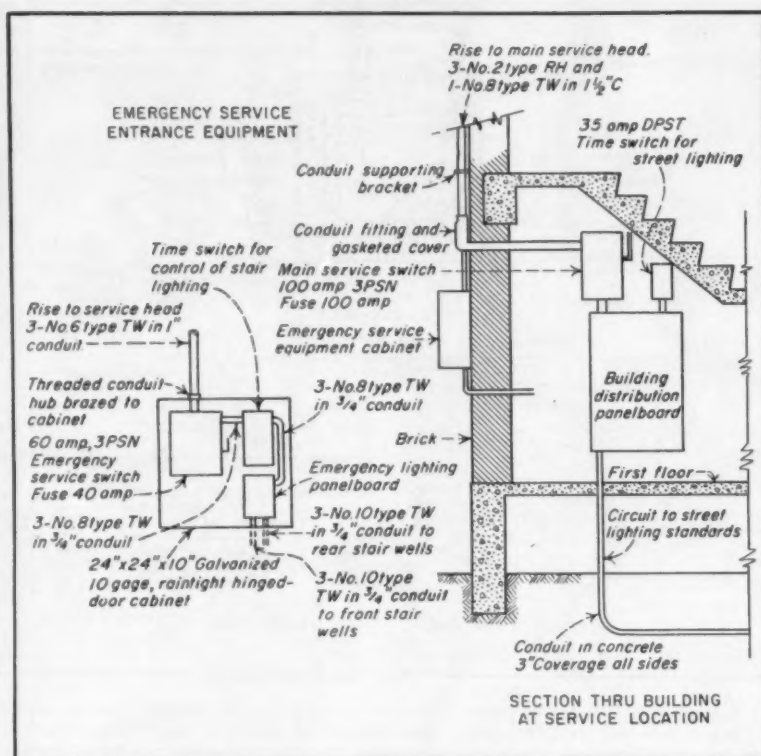 EMERGENCY SERVICE
ENTRANCE EQUIPMENT
Rise to main service head.
3-No.2 type RH and
1-No.8 type TW in 1½"C
35 amp DPST
Time switch for
street lighting
Conduit supporting
bracket
Conduit fitting and
gasketed cover
Main service switch
100 amp 3PSN
Fuse 100 amp
Emergency service
equipment cabinet
Time switch for
control of stair
lighting
Rise to service head
3-No.6 type TW in 1"
conduit
Threaded conduit
hub brazed to
cabinet
60 amp, 3PSN
Emergency
service switch
Fuse 40 amp
3-No.8 type TW
in ¾" conduit
24"x24"x10" Galvanized
10 gage, raintight hinged-
door cabinet
3-No.8 type TW
in ¾" conduit
Emergency lighting
panelboard
3-No.10 type TW
in ¾" conduit to
rear stair wells
3-No.10 type
TW in ¾" conduit
to front stair
wells
Brick
Building
distribution
panelboard
First floor
Circuit to street
lighting standards
Conduit in concrete
3" Coverage all sides
SECTION THRU BUILDING
AT SERVICE LOCATION